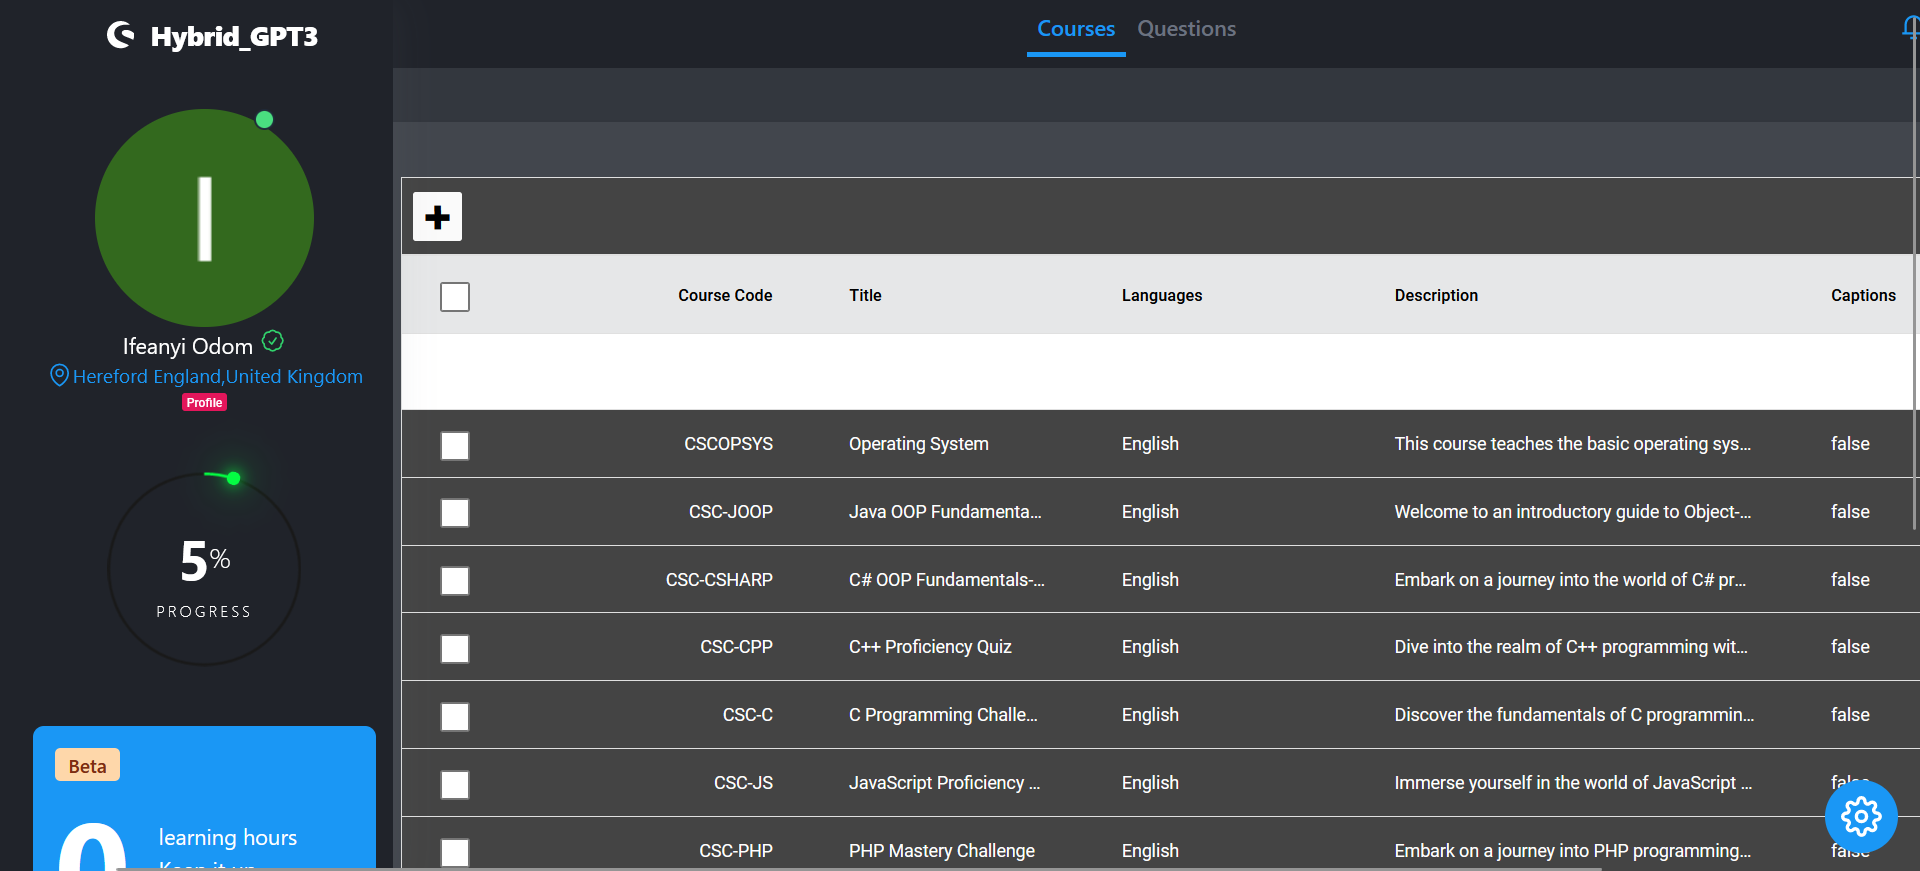 Hybrid_GPT3
Courses Questions
I
Ifeanyi Odom
Hereford England,United Kingdom
Profile
5%
PROGRESS
Beta
0 learning hours
Keep it up
Course Code Title Languages Description Captions
CSCOPSYS Operating System English This course teaches the basic operating sys... false
CSC-JOOP Java OOP Fundamenta... English Welcome to an introductory guide to Object-... false
CSC-CSHARP C# OOP Fundamentals-... English Embark on a journey into the world of C# pr... false
CSC-CPP C++ Proficiency Quiz English Dive into the realm of C++ programming wit... false
CSC-C C Programming Challe... English Discover the fundamentals of C programmin... false
CSC-JS JavaScript Proficiency ... English Immerse yourself in the world of JavaScript ... false
CSC-PHP PHP Mastery Challenge English Embark on a journey into PHP programming... false